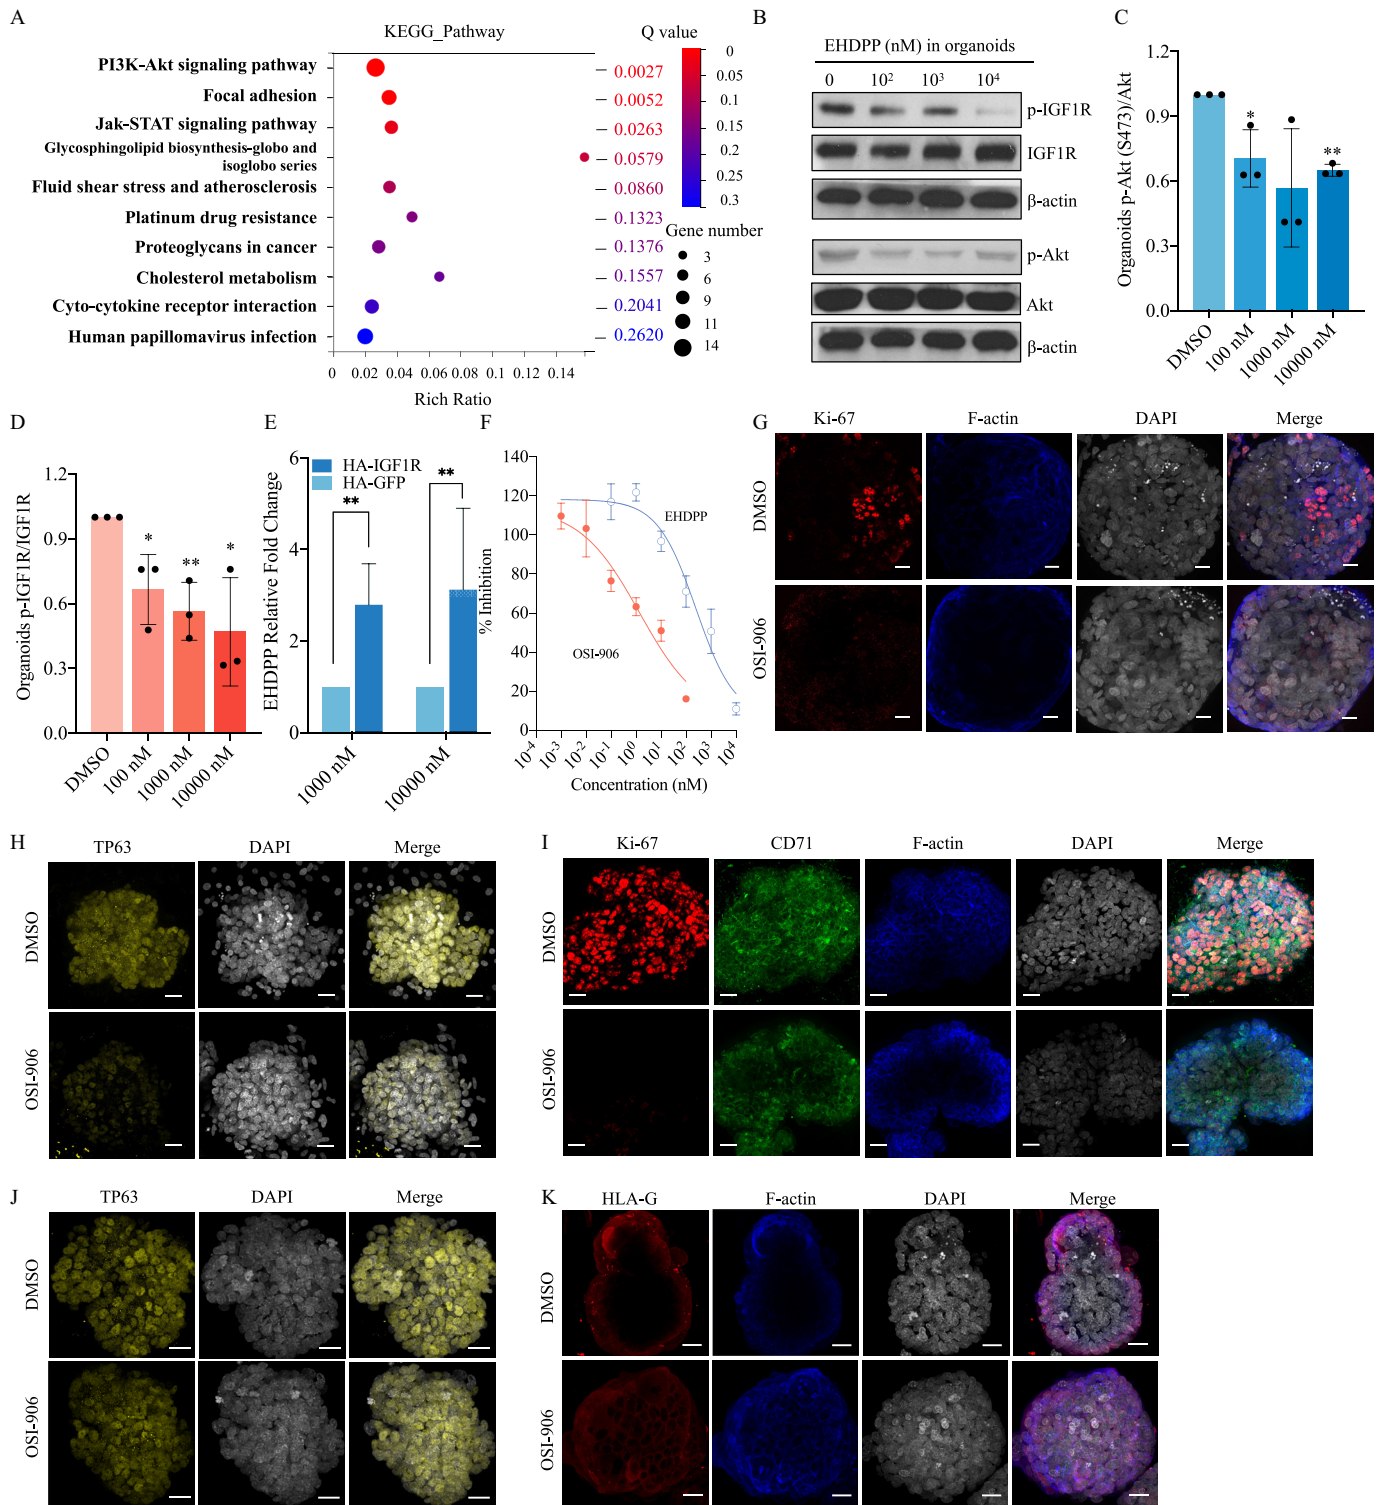 A
KEGG_Pathway
PI3K-Akt signaling pathway
Focal adhesion
Jak-STAT signaling pathway
Glycosphingolipid biosynthesis-globo and
isoglobo series
Fluid shear stress and atherosclerosis
Platinum drug resistance
Proteoglycans in cancer
Cholesterol metabolism
Cyto-cytokine receptor interaction
Human papillomavirus infection
0 0.02 0.04 0.06 0.08 0.1 0.12 0.14
Rich Ratio
0.0027
0.0052
0.0263
0.0579
0.0860
0.1323
0.1376
0.1557
0.2041
0.2620
Q value
0
0.05
0.1
0.15
0.2
0.25
0.3
Gene number
3
6
9
11
14
B
EHDPP (nM) in organoids
0 10² 10³ 10⁴
p-IGF1R
IGF1R
β-actin
p-Akt
Akt
β-actin
C
Organoids p-Akt (S473)/Akt
1.2
0.9
0.6
0.3
0.0
* **
DMSO
100 nM
1000 nM
10000 nM
D
Organoids p-IGF1R/IGF1R
1.2
0.9
0.6
0.3
0.0
* ** *
DMSO
100 nM
1000 nM
10000 nM
E
EHDPP Relative Fold Change
6
4
2
0
HA-IGF1R
HA-GFP
** **
1000 nM
10000 nM
F
% Inhibition
140
120
100
80
60
40
20
0
EHDPP
OSI-906
10⁻⁴ 10⁻³ 10⁻² 10⁻¹ 10⁰ 10¹ 10² 10³ 10⁴
Concentration (nM)
G
Ki-67 F-actin DAPI Merge
DMSO
OSI-906
H
TP63 DAPI Merge
DMSO
OSI-906
I
Ki-67 CD71 F-actin DAPI Merge
DMSO
OSI-906
J
TP63 DAPI Merge
DMSO
OSI-906
K
HLA-G F-actin DAPI Merge
DMSO
OSI-906